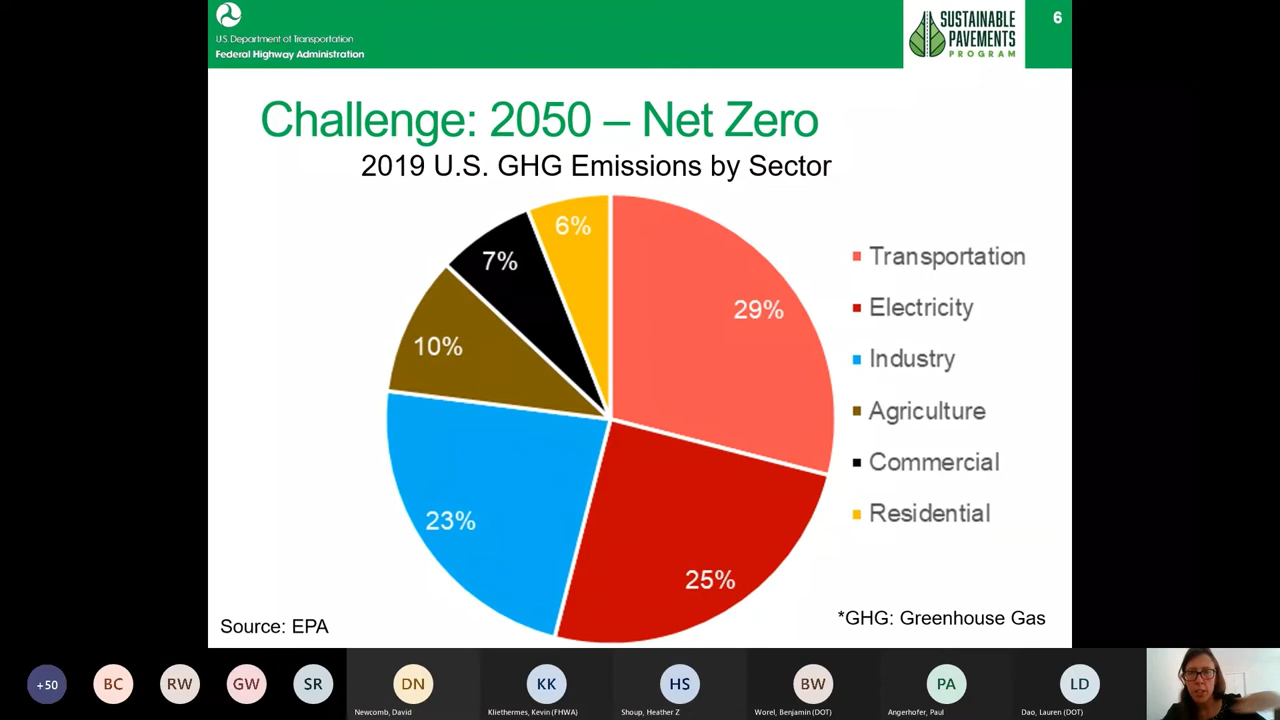 U.S. Department of Transportation
Federal Highway Administration
SUSTAINABLE
PAVEMENTS
PROGRAM
6
Challenge: 2050 – Net Zero
2019 U.S. GHG Emissions by Sector
6%
7%
29%
10%
23%
25%
Transportation
Electricity
Industry
Agriculture
Commercial
Residential
Source: EPA
*GHG: Greenhouse Gas
+50
BC
RW
GW
SR
DN
KK
HS
BW
PA
LD
Newcomb, David
Kliethermes, Kevin (FHWA)
Shoup, Heather Z
Worel, Benjamin (DOT)
Angerhofer, Paul
Dao, Lauren (DOT)